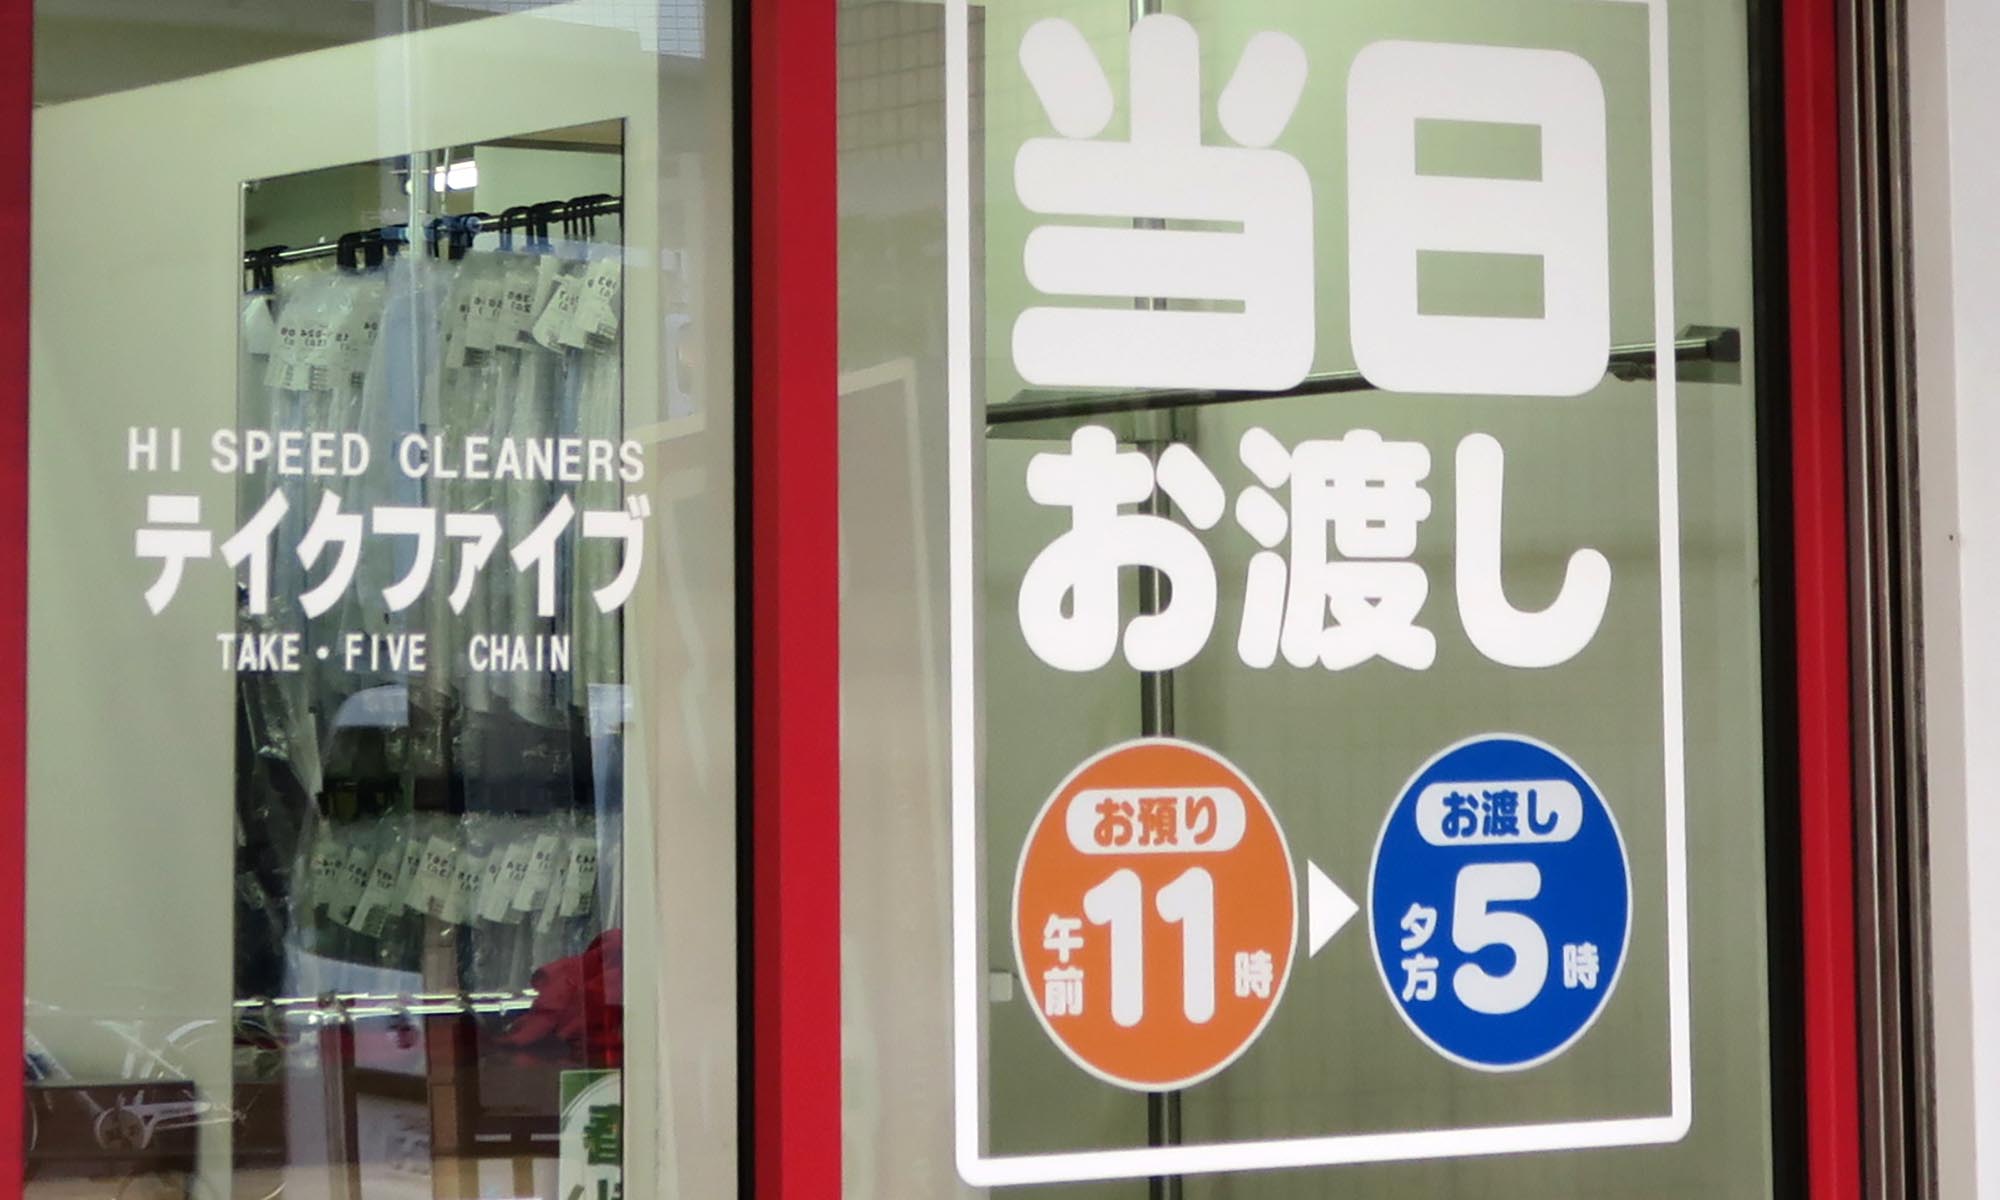 HI SPEED CLEANERS
テイクファイブ
TAKE・FIVE CHAIN
当日
お渡し
お預り
午前11時
お渡し
夕方5時